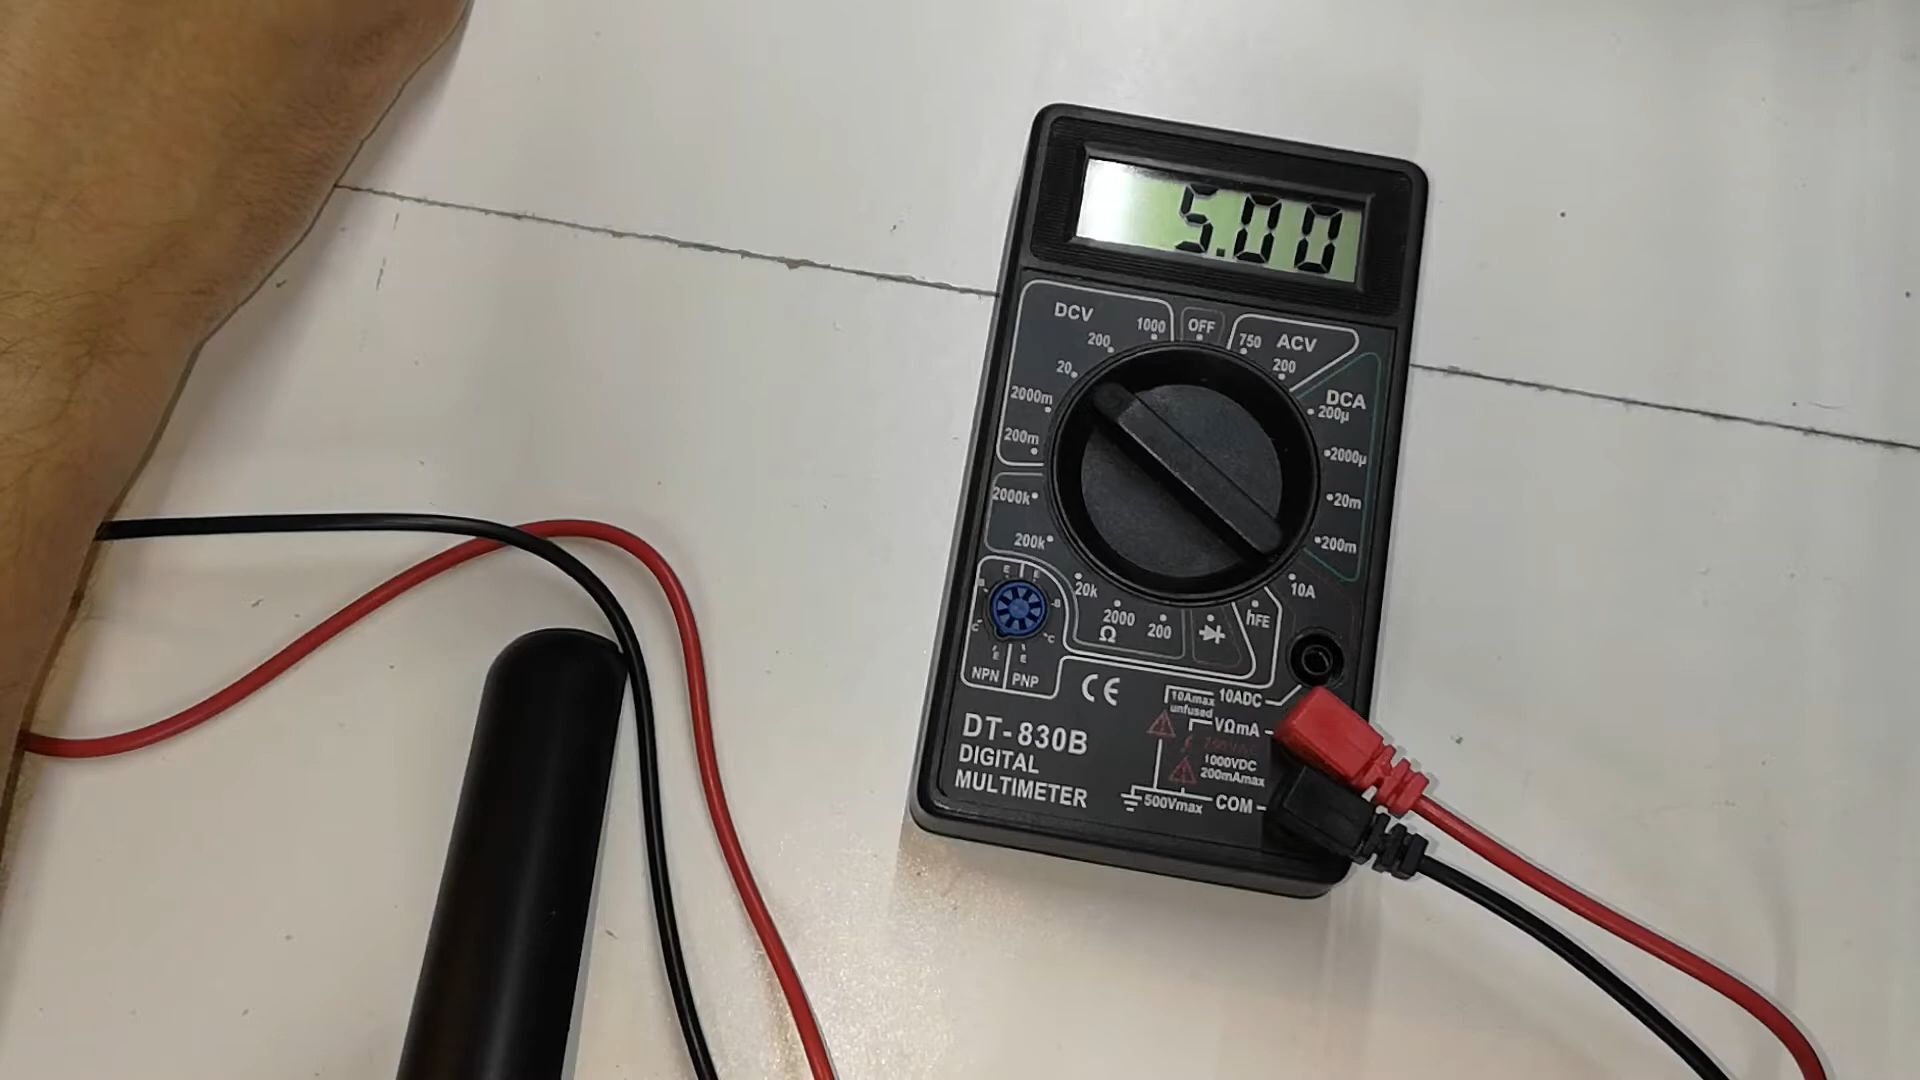 5.00
DCV
1000
OFF
750
ACV
200
200
20
2000m
200m
DCA
200µ
2000µ
20m
200m
2000k
200k
20k
2000
Ω
200
hFE
10A
E
E
B
B
C
C
E
E
NPN
PNP
CE
10Amax
unfused
10ADC
VΩmA
1000VDC
200mAmax
500Vmax
COM
DT-830B
DIGITAL
MULTIMETER